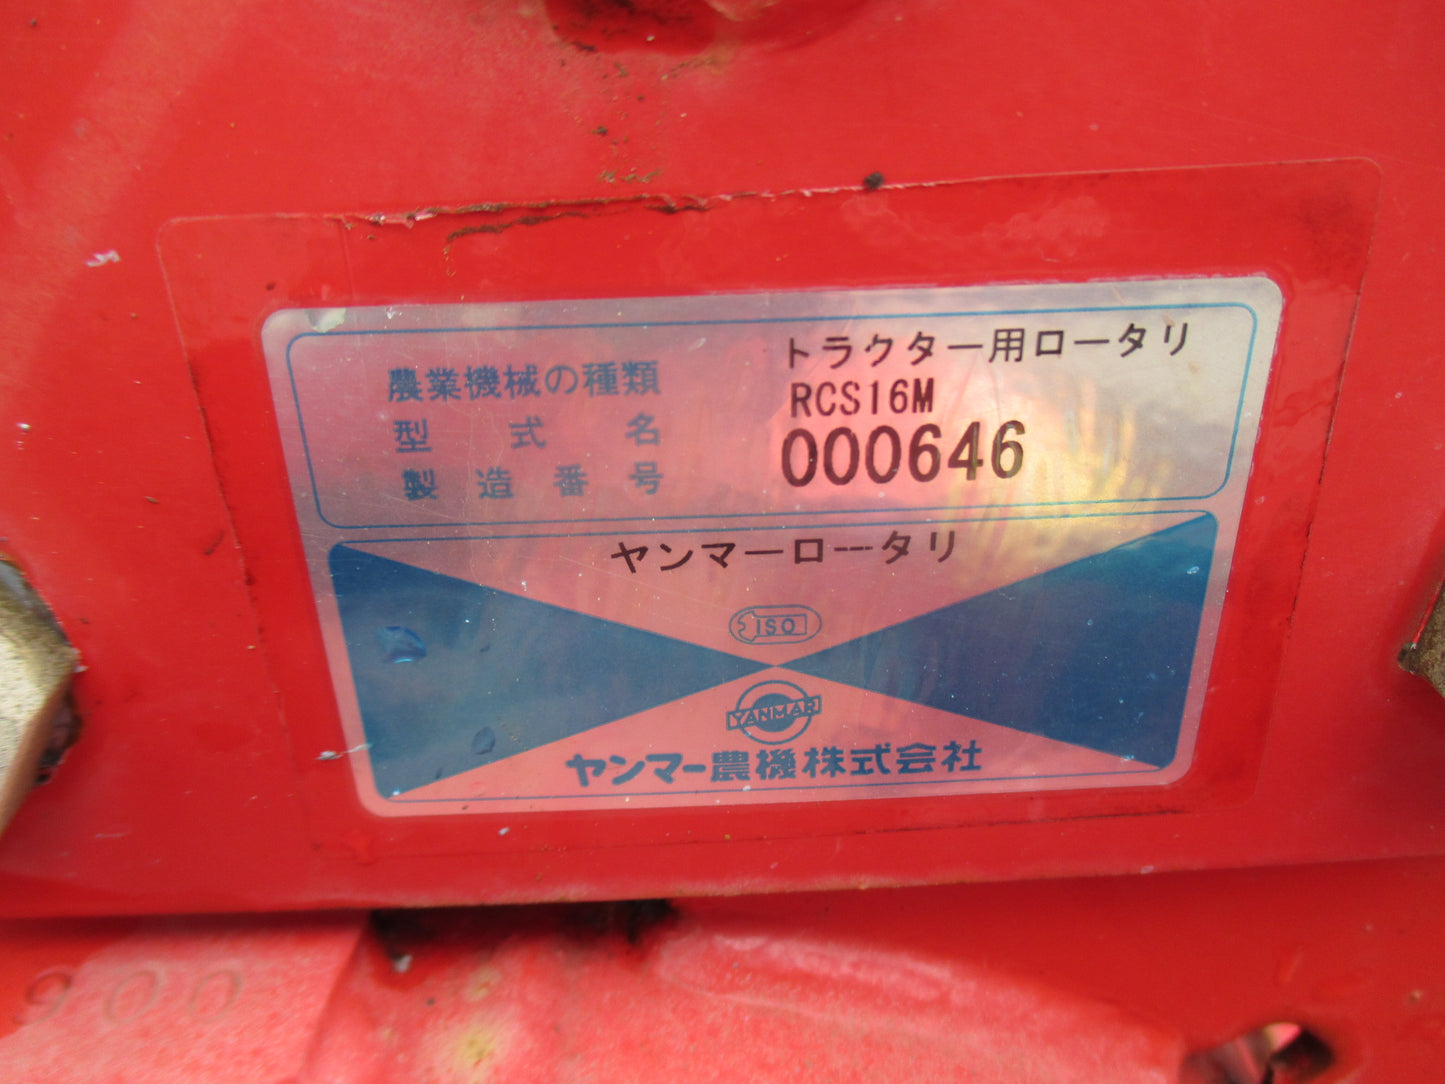 農業機械の種類 トラクター用ロータリ
型式名 RCS16M
製造番号 000646
ヤンマーロータリ
ISO
YANMAR
ヤンマー農機株式会社